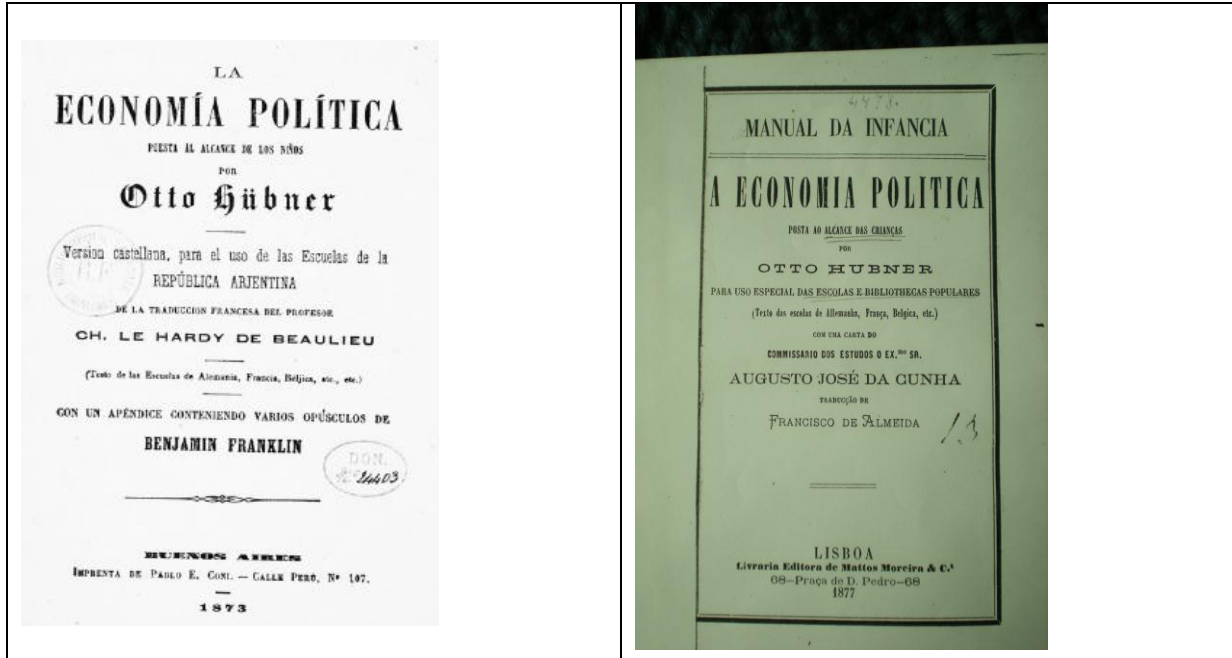 LA
ECONOMÍA POLÍTICA
PUESTA AL ALCANCE DE LOS NIÑOS
POR
Otto Hübner
Version castellana, para el uso de las Escuelas de la
REPÚBLICA ARJENTINA
DE LA TRADUCCION FRANCESA DEL PROFESOR
CH. LE HARDY DE BEAULIEU
(Texto de las Escuelas de Alemania, Francia, Béljica, etc., etc.)
CON UN APÉNDICE CONTENIENDO VARIOS OPÚSCULOS DE
BENJAMIN FRANKLIN
DON.
24403
BUENOS AIRES
IMPRENTA DE PABLO E. CONI. — CALLE PERÚ, Nº 107.
1873
4478.
MANUAL DA INFANCIA
A ECONOMIA POLITICA
POSTA AO ALCANCE DAS CRIANÇAS
POR
OTTO HUBNER
PARA USO ESPECIAL DAS ESCOLAS E BIBLIOTHECAS POPULARES
(Texto das escolas de Allemanha, França, Belgica, etc.)
COM UMA CARTA DO
COMMISSARIO DOS ESTUDOS O EX.mo SR.
AUGUSTO JOSÉ DA CUNHA
TRADUCÇÃO DE
FRANCISCO DE ALMEIDA
LISBOA
Livraria Editora de Mattos Moreira & C.ª
68—Praça de D. Pedro—68
1877